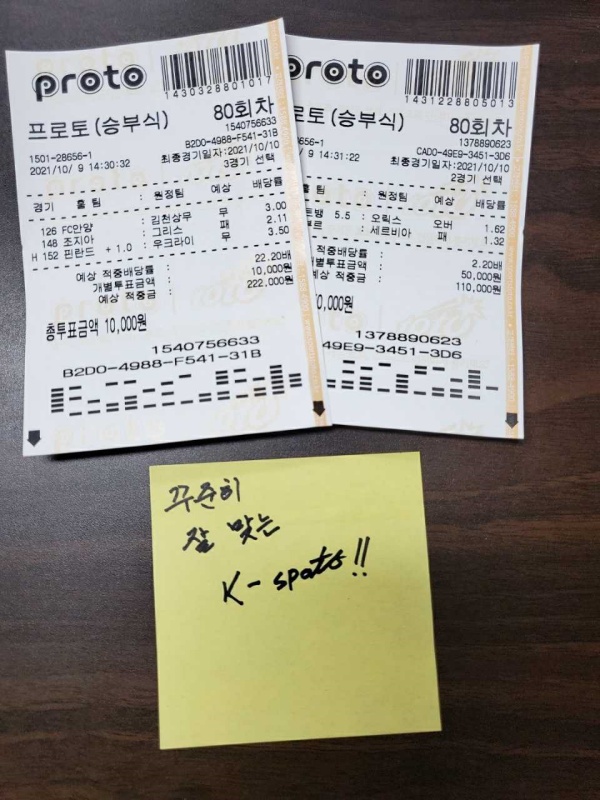 proto
1430328801017
프로토(승부식) 80회차
1540756633
B2D0-4988-F541-31B
1501-28656-1
2021/10/ 9 14:30:32 최종경기일자:2021/10/10
3경기 선택
경기 홈 팀 : 원정팀 예상 배당률
126 FC안양 : 김천상무 무 3.00
148 조지아 : 그리스 패 2.11
H 152 핀란드 + 1.0 : 우크라이 무 3.50
예상 적중배당률 : 22.20배
개별투표금액 : 10,000원
예상 적중금 : 222,000원
총투표금액 10,000원
1540756633
B2D0-4988-F541-31B
proto
1431228805013
토(승부식) 80회차
1378890623
CAD0-49E9-3451-3D6
8656-1
/ 9 14:31:22 최종경기일자:2021/10/10
2경기 선택
팀 : 원정팀 예상 배당률
토뱅 5.5 : 오릭스 오버 1.62
부르 : 세르비아 패 1.32
적중배당률 : 2.20배
투표금액 : 50,000원
예상 적중금 : 110,000원
0,000원
1378890623
49E9-3451-3D6
꾸준히
잘 맞는
K-spots!!